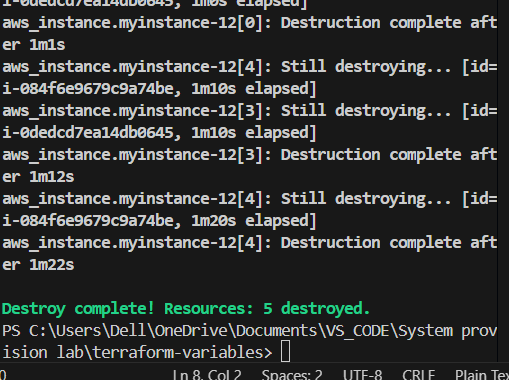 i-0dedcd7ea14db0645, 1m0s elapsed]
aws_instance.myinstance-12[0]: Destruction complete aft
er 1m1s
aws_instance.myinstance-12[4]: Still destroying... [id=
i-084f6e9679c9a74be, 1m10s elapsed]
aws_instance.myinstance-12[3]: Still destroying... [id=
i-0dedcd7ea14db0645, 1m10s elapsed]
aws_instance.myinstance-12[3]: Destruction complete aft
er 1m12s
aws_instance.myinstance-12[4]: Still destroying... [id=
i-084f6e9679c9a74be, 1m20s elapsed]
aws_instance.myinstance-12[4]: Destruction complete aft
er 1m22s
Destroy complete! Resources: 5 destroyed.
PS C:\Users\Dell\OneDrive\Documents\VS_CODE\System prov
ision lab\terraform-variables>
0 Ln 8, Col 2 Spaces: 2 UTF-8 CRLF Plain Te